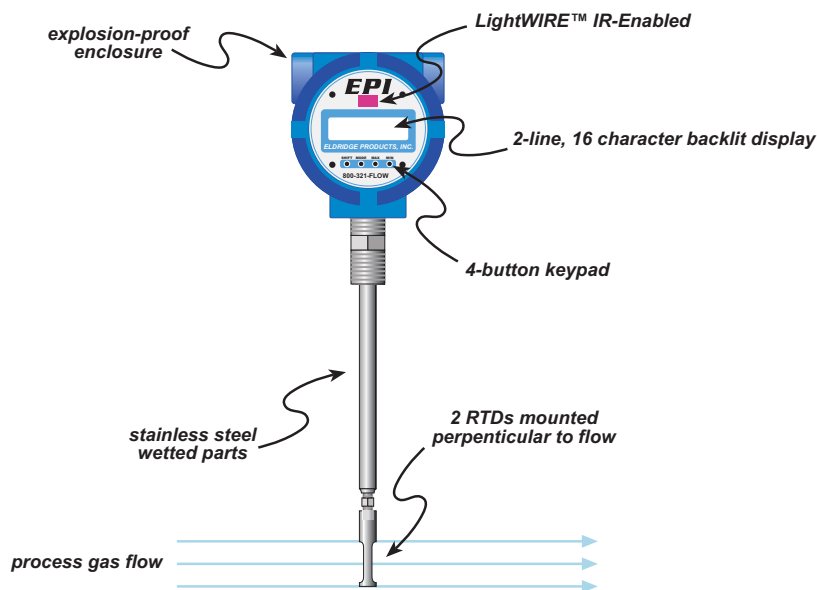 LightWIRE™ IR-Enabled
explosion-proof
enclosure
EPI
2-line, 16 character backlit display
ELDRIDGE PRODUCTS, INC.
SHIFT MODE MAX MIN
800-321-FLOW
4-button keypad
2 RTDs mounted
perpenticular to flow
stainless steel
wetted parts
process gas flow